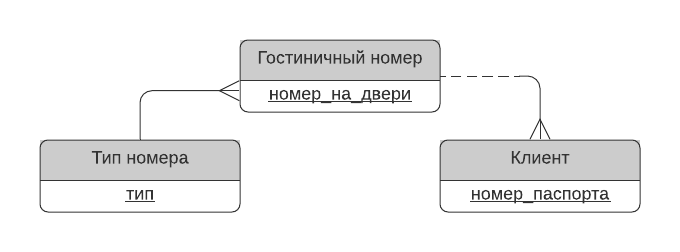 Гостиничный номер
номер_на_двери
Тип номера
тип
Клиент
номер_паспорта